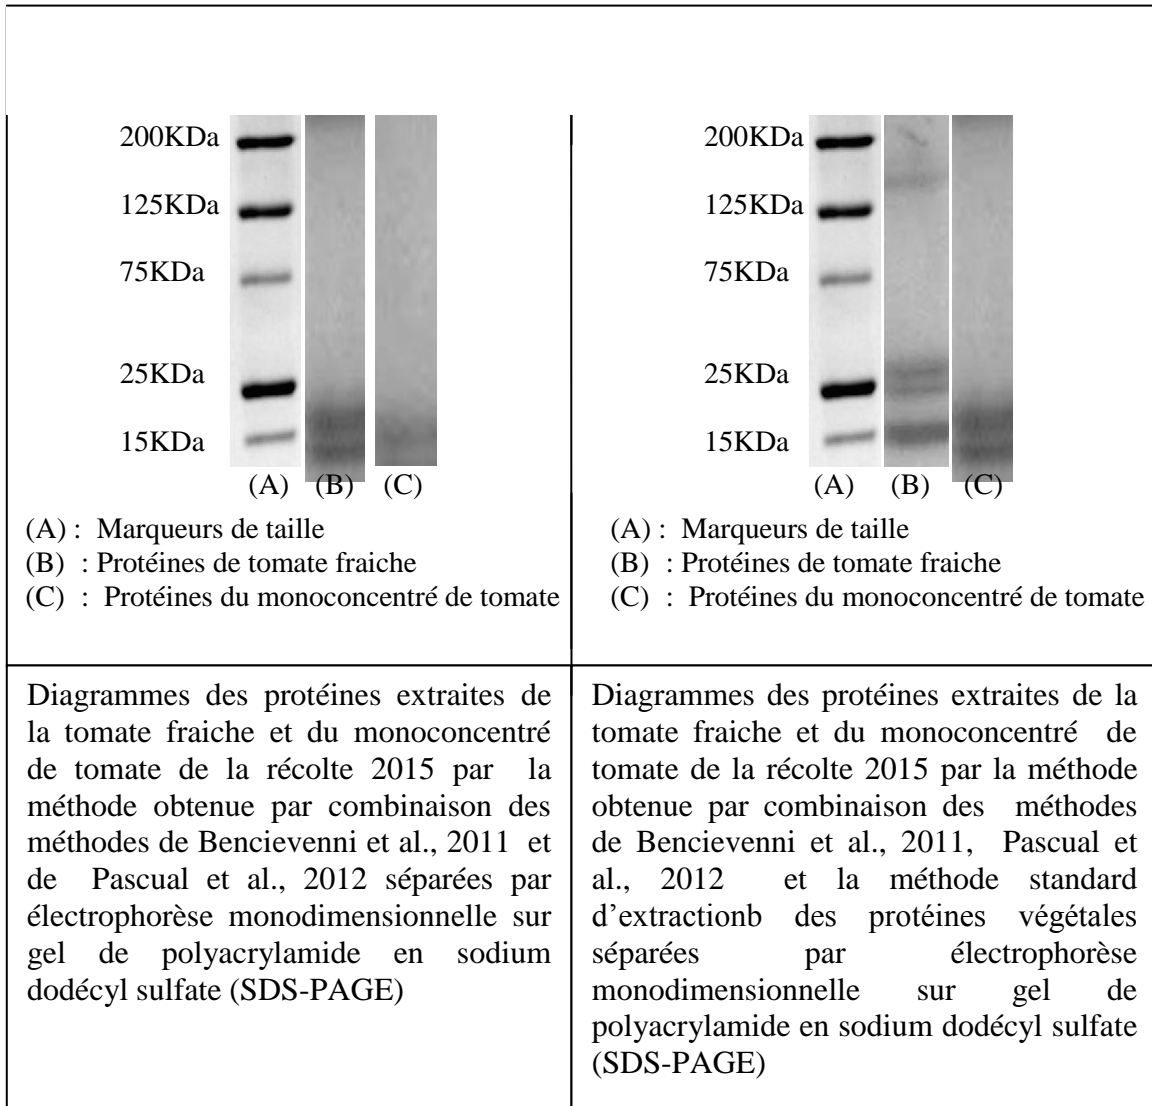 200KDa
125KDa
75KDa
25KDa
15KDa
(A) (B) (C)
(A) : Marqueurs de taille
(B) : Protéines de tomate fraiche
(C) : Protéines du monoconcentré de tomate
200KDa
125KDa
75KDa
25KDa
15KDa
(A) (B) (C)
(A) : Marqueurs de taille
(B) : Protéines de tomate fraiche
(C) : Protéines du monoconcentré de tomate
Diagrammes des protéines extraites de
la tomate fraiche et du monoconcentré
de tomate de la récolte 2015 par la
méthode obtenue par combinaison des
méthodes de Bencievenni et al., 2011 et
de Pascual et al., 2012 séparées par
électrophorèse monodimensionnelle sur
gel de polyacrylamide en sodium
dodécyl sulfate (SDS-PAGE)
Diagrammes des protéines extraites de la
tomate fraiche et du monoconcentré de
tomate de la récolte 2015 par la méthode
obtenue par combinaison des méthodes
de Bencievenni et al., 2011, Pascual et
al., 2012 et la méthode standard
d'extractionb des protéines végétales
séparées par électrophorèse
monodimensionnelle sur gel de
polyacrylamide en sodium dodécyl sulfate
(SDS-PAGE)